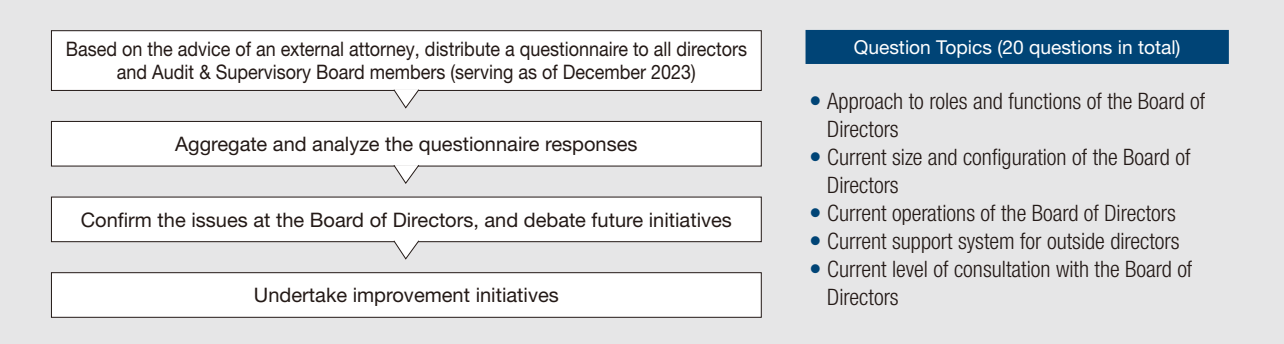 Based on the advice of an external attorney, distribute a questionnaire to all directors
and Audit & Supervisory Board members (serving as of December 2023)
Aggregate and analyze the questionnaire responses
Confirm the issues at the Board of Directors, and debate future initiatives
Undertake improvement initiatives
Question Topics (20 questions in total)
• Approach to roles and functions of the Board of
Directors
• Current size and configuration of the Board of
Directors
• Current operations of the Board of Directors
• Current support system for outside directors
• Current level of consultation with the Board of
Directors